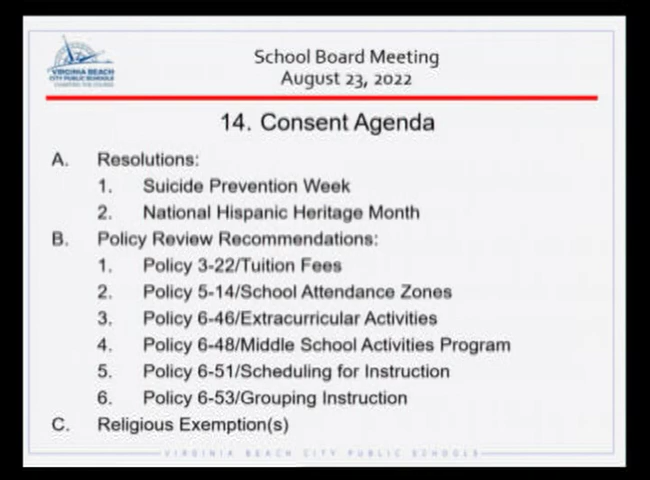 VIRGINIA BEACH
CITY PUBLIC SCHOOLS
CHARTING THE COURSE
School Board Meeting
August 23, 2022
14. Consent Agenda
A. Resolutions:
1. Suicide Prevention Week
2. National Hispanic Heritage Month
B. Policy Review Recommendations:
1. Policy 3-22/Tuition Fees
2. Policy 5-14/School Attendance Zones
3. Policy 6-46/Extracurricular Activities
4. Policy 6-48/Middle School Activities Program
5. Policy 6-51/Scheduling for Instruction
6. Policy 6-53/Grouping Instruction
C. Religious Exemption(s)
VIRGINIA BEACH CITY PUBLIC SCHOOLS